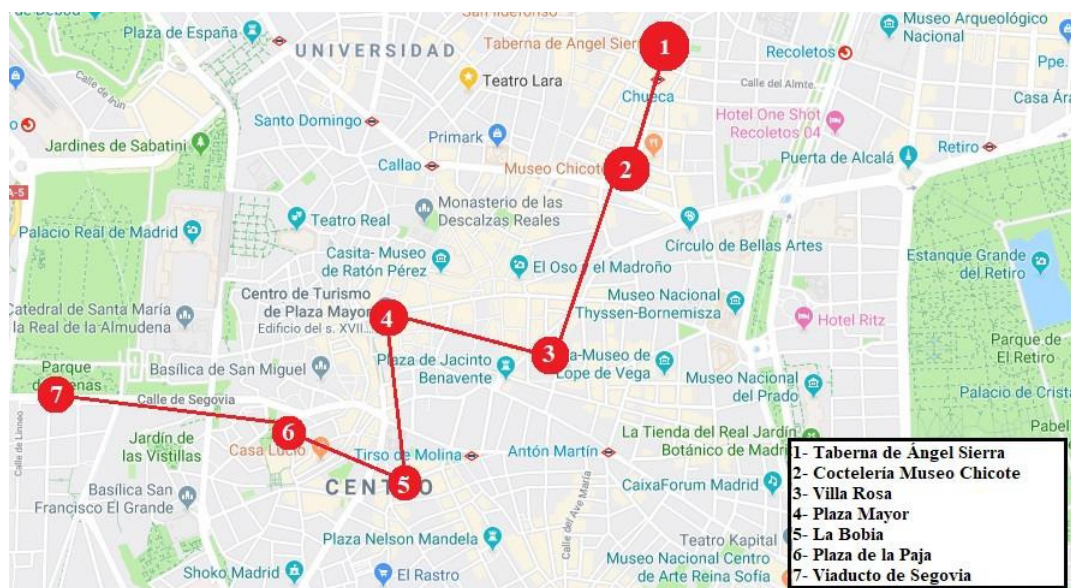 San Ildefonso
Museo Arqueológico
Nacional
Plaza de España
UNIVERSIDAD
Taberna de Ángel Sierra
1
Recoletos
Ppe.
Teatro Lara
Calle del Almte.
Calle de Irún
Chueca
Casa Ára
Hotel One Shot
Recoletos 04
Santo Domingo
Primark
Retiro
Jardines de Sabatini
Callao
Museo Chicote
2
Puerta de Alcalá
A-5
Monasterio de las
Descalzas Reales
Teatro Real
Palacio Real de Madrid
Círculo de Bellas Artes
Casita- Museo
de Ratón Pérez
El Oso y el Madroño
Estanque Grande
del Retiro
Centro de Turismo
de Plaza Mayor
Edificio del s. XVII...
4
Museo Nacional
Thyssen-Bornemisza
Catedral de Santa María
la Real de la Almudena
Hotel Ritz
3
Plaza de Jacinto
Benavente
a-Museo de
Lope de Vega
Parque de
El Retiro
Basílica de San Miguel
Parque
7
Calle de Segovia
Museo Nacional
del Prado
Palacio de Crista
Calle de Linneo
6
Jardín de
las Vistillas
Casa Lucio
Tirso de Molina
Antón Martín
La Tienda del Real Jardín
Botánico de Madri
Pabel
5
CENTRO
CaixaForum Madrid
Basílica San
Francisco El Grande
Calle del Ave María
Plaza Nelson Mandela
Teatro Kapital
Museo Nacional Centro
de Arte Reina Sofía
Shoko Madrid
El Rastro
1- Taberna de Ángel Sierra
2- Coctelería Museo Chicote
3- Villa Rosa
4- Plaza Mayor
5- La Bobia
6- Plaza de la Paja
7- Viaducto de Segovia